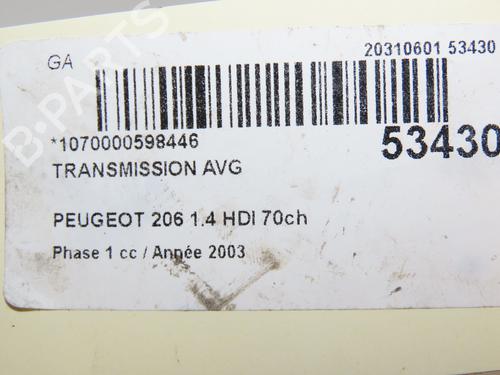 GA
20310601 53430
*1070000598446
53430
TRANSMISSION AVG
PEUGEOT 206 1.4 HDI 70ch
Phase 1 cc / Année 2003
B-PARTS